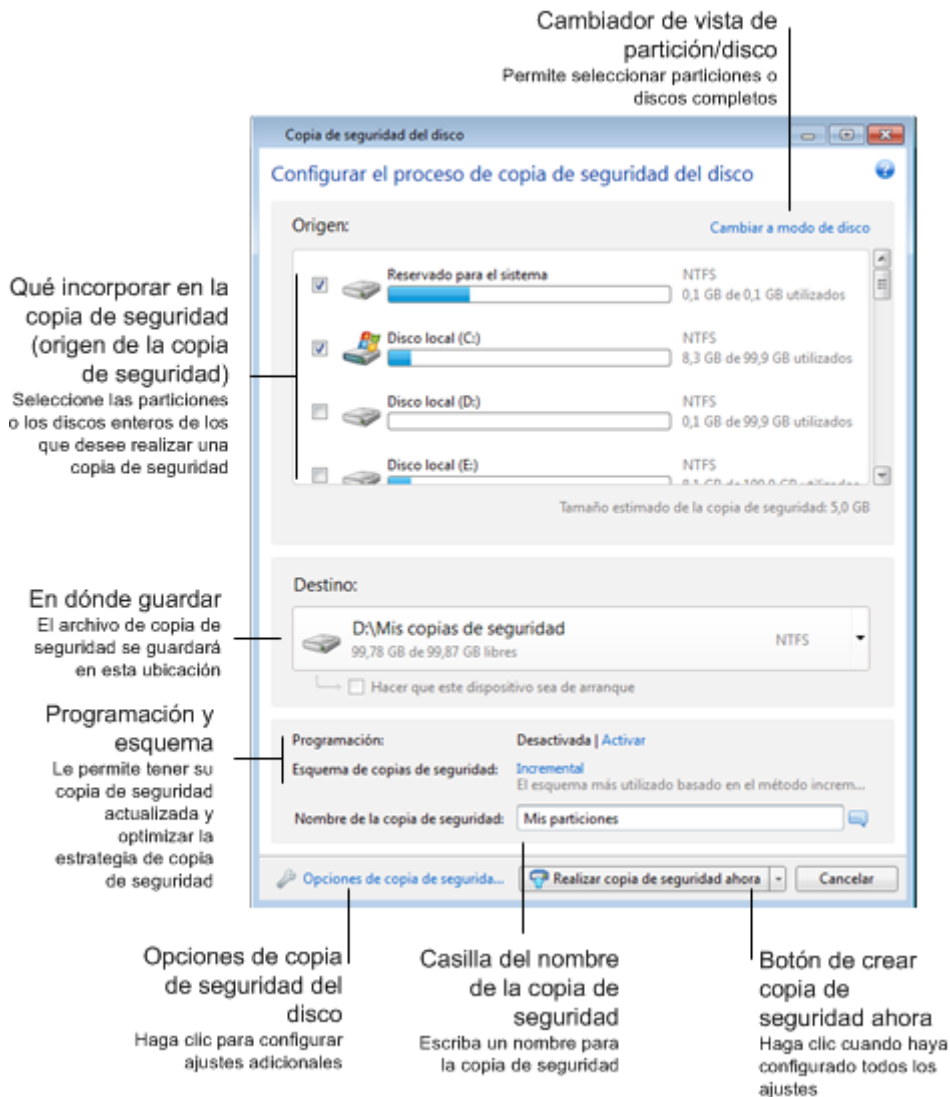 Cambiador de vista de
partición/disco
Permite seleccionar particiones o
discos completos
Copia de seguridad del disco
Configurar el proceso de copia de seguridad del disco
Origen:
Cambiar a modo de disco
Qué incorporar en la
copia de seguridad
(origen de la copia
de seguridad)
Seleccione las particiones
o los discos enteros de los
que desee realizar una
copia de seguridad
Reservado para el sistema
NTFS
0,1 GB de 0,1 GB utilizados
Disco local (C:)
NTFS
8,3 GB de 99,9 GB utilizados
Disco local (D:)
NTFS
0,1 GB de 99,9 GB utilizados
Disco local (E:)
NTFS
Tamaño estimado de la copia de seguridad: 5,0 GB
En dónde guardar
El archivo de copia de
seguridad se guardará
en esta ubicación
Destino:
D:\Mis copias de seguridad
99,78 GB de 99,87 GB libres
NTFS
Hacer que este dispositivo sea de arranque
Programación y
esquema
Le permite tener su
copia de seguridad
actualizada y
optimizar la
estrategia de copia
de seguridad
Programación: Desactivada | Activar
Esquema de copias de seguridad: Incremental
El esquema más utilizado basado en el método increm...
Nombre de la copia de seguridad: Mis particiones
Opciones de copia de segurida... Realizar copia de seguridad ahora Cancelar
Opciones de copia
de seguridad del
disco
Haga clic para configurar
ajustes adicionales
Casilla del nombre
de la copia de
seguridad
Escriba un nombre para
la copia de seguridad
Botón de crear
copia de
seguridad ahora
Haga clic cuando haya
configurado todos los
ajustes